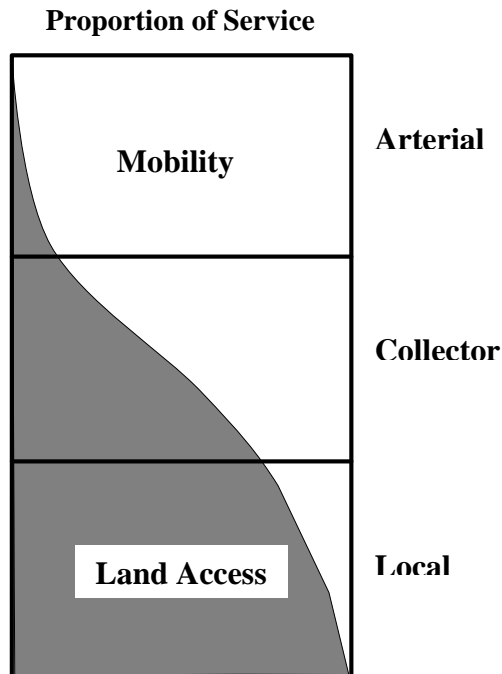 Proportion of Service
Arterial
Mobility
Collector
Land Access
Local